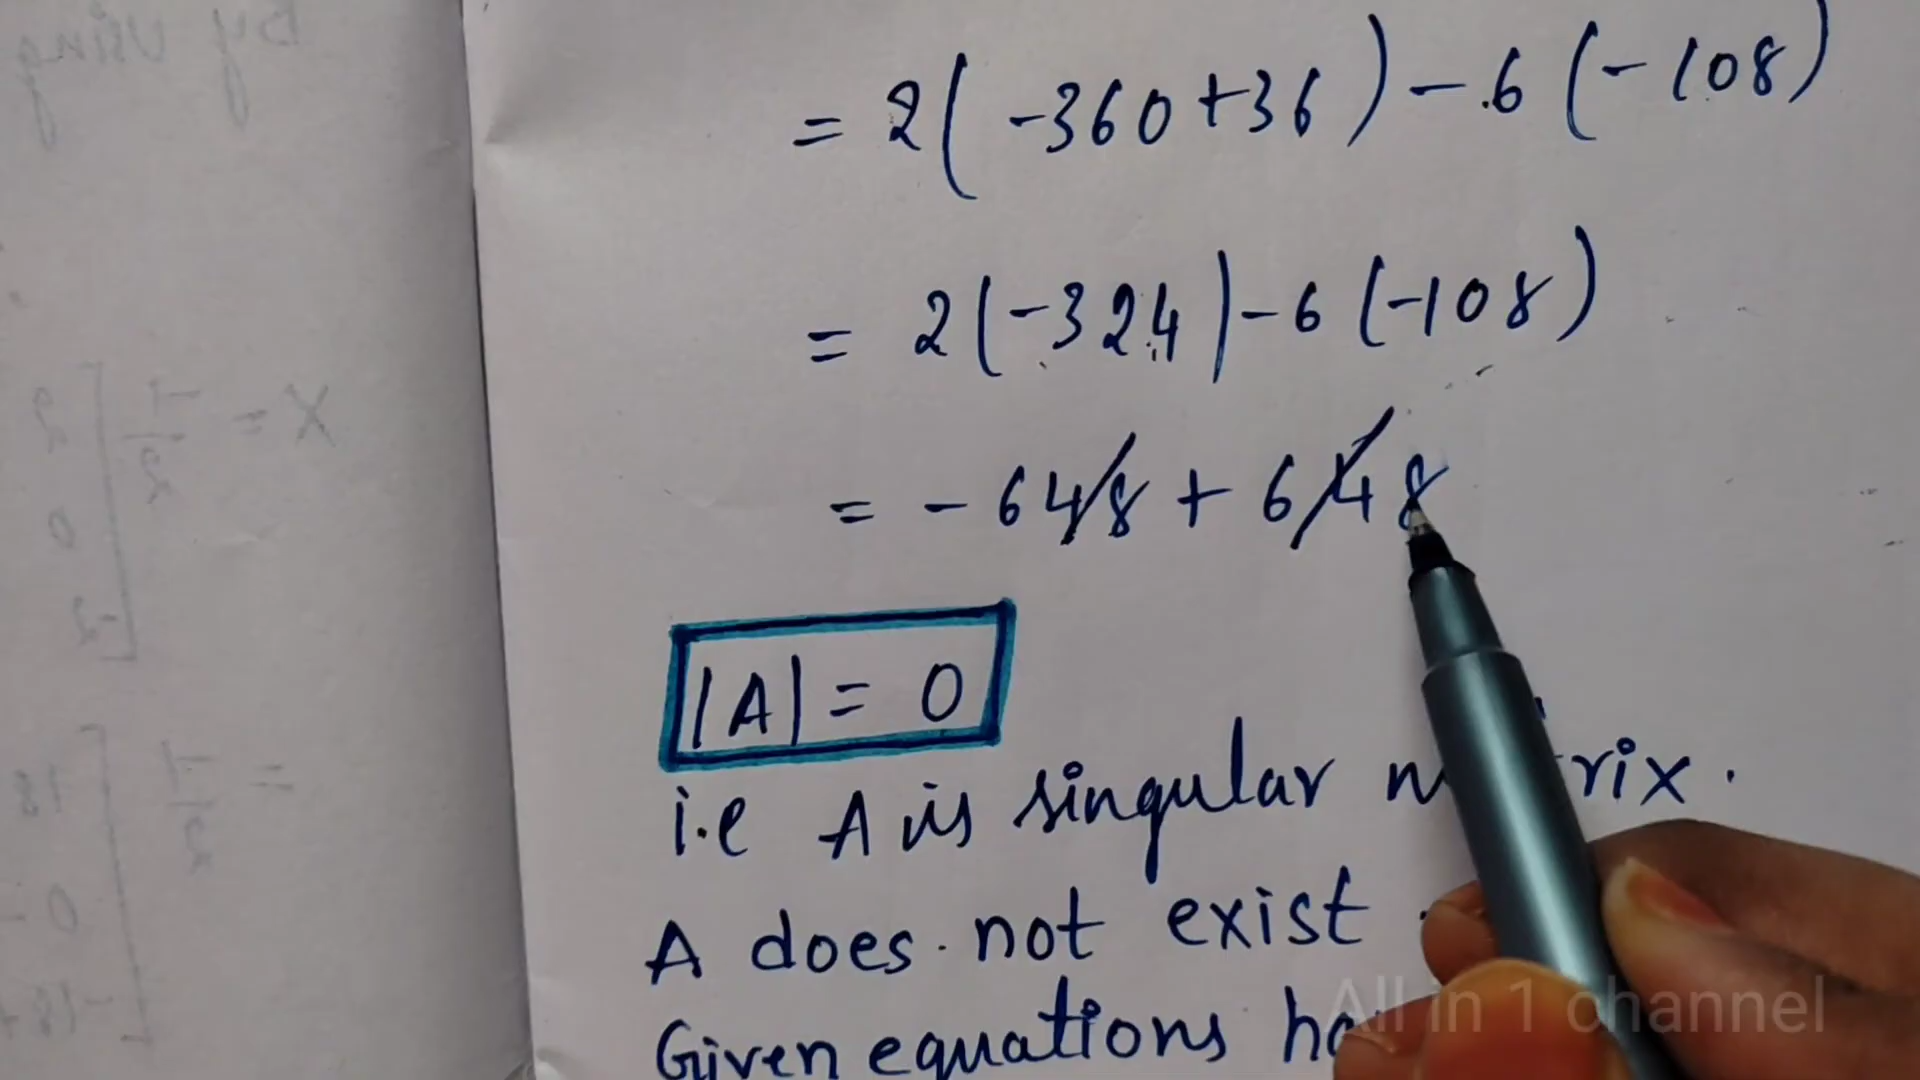 = 2(-360+36)-6(-108)
= 2(-324)-6(-108)
= -648+648
|A| = 0
i.e A is singular matrix.
A does not exist
Given equations
All in 1 channel